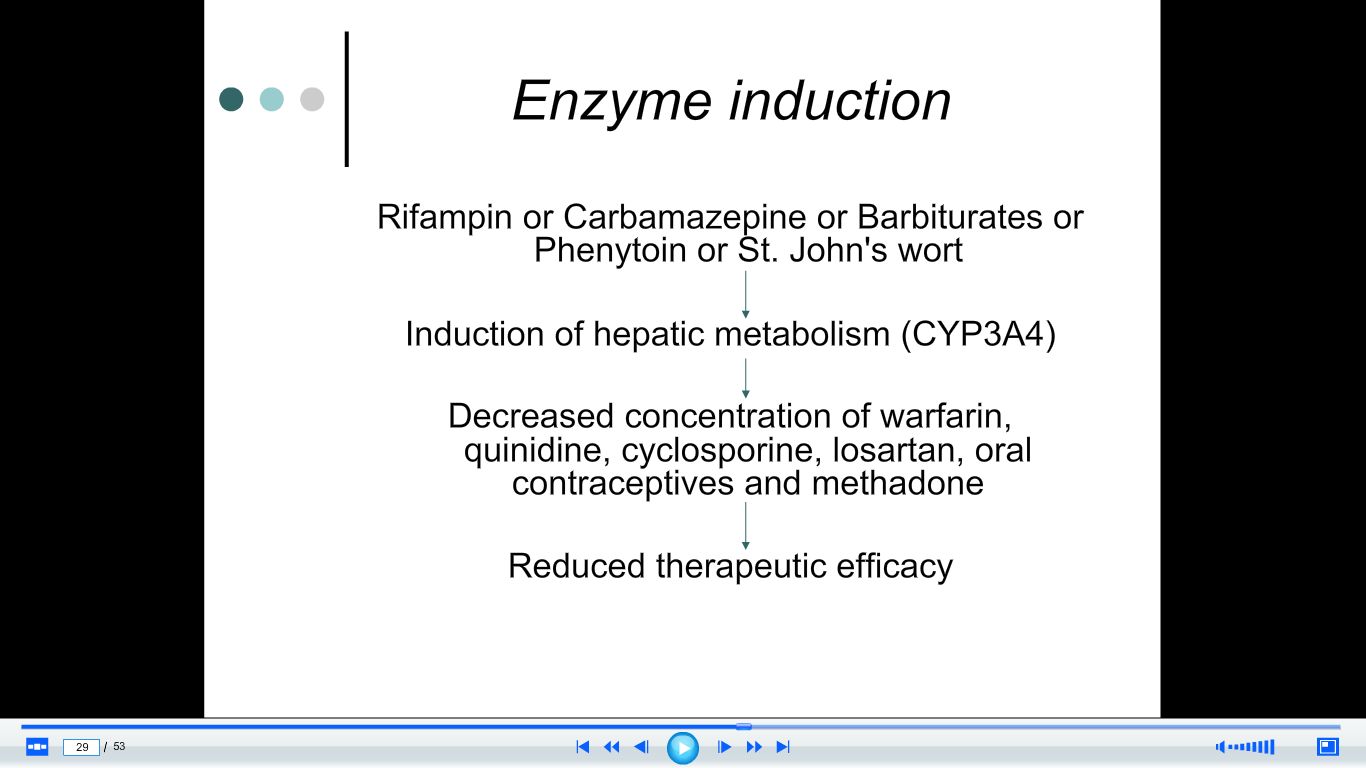 Enzyme induction
Rifampin or Carbamazepine or Barbiturates or
Phenytoin or St. John's wort
Induction of hepatic metabolism (CYP3A4)
Decreased concentration of warfarin,
quinidine, cyclosporine, losartan, oral
contraceptives and methadone
Reduced therapeutic efficacy
29 / 53